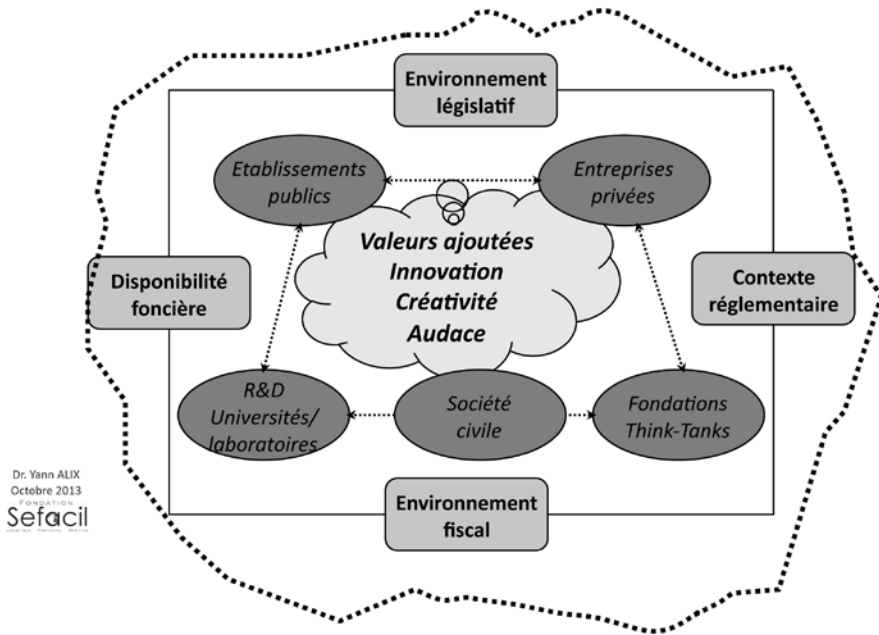 Environnement
législatif
Etablissements
publics
Entreprises
privées
Valeurs ajoutées
Innovation
Créativité
Audace
Disponibilité
foncière
Contexte
réglementaire
R&D
Universités/
laboratoires
Société
civile
Fondations
Think-Tanks
Environnement
fiscal
Dr. Yann ALIX
Octobre 2013
FONDATION
Sefacil